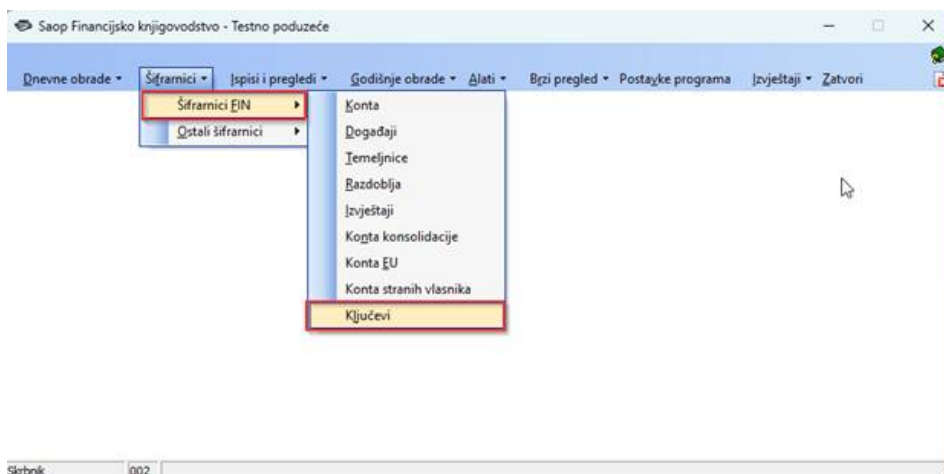 Saop Financijsko knjigovodstvo - Testno poduzeće
Dnevne obrade Šifrarnici Ispisi i pregledi Godišnje obrade Alati Brzi pregled Postavke programa Izvještaji Zatvori
Šifrarnici FIN
Ostali šifrarnici
Konta
Događaji
Temeljnice
Razdoblja
Izvještaji
Konta konsolidacije
Konta EU
Konta stranih vlasnika
Ključevi
Skrbnik 002